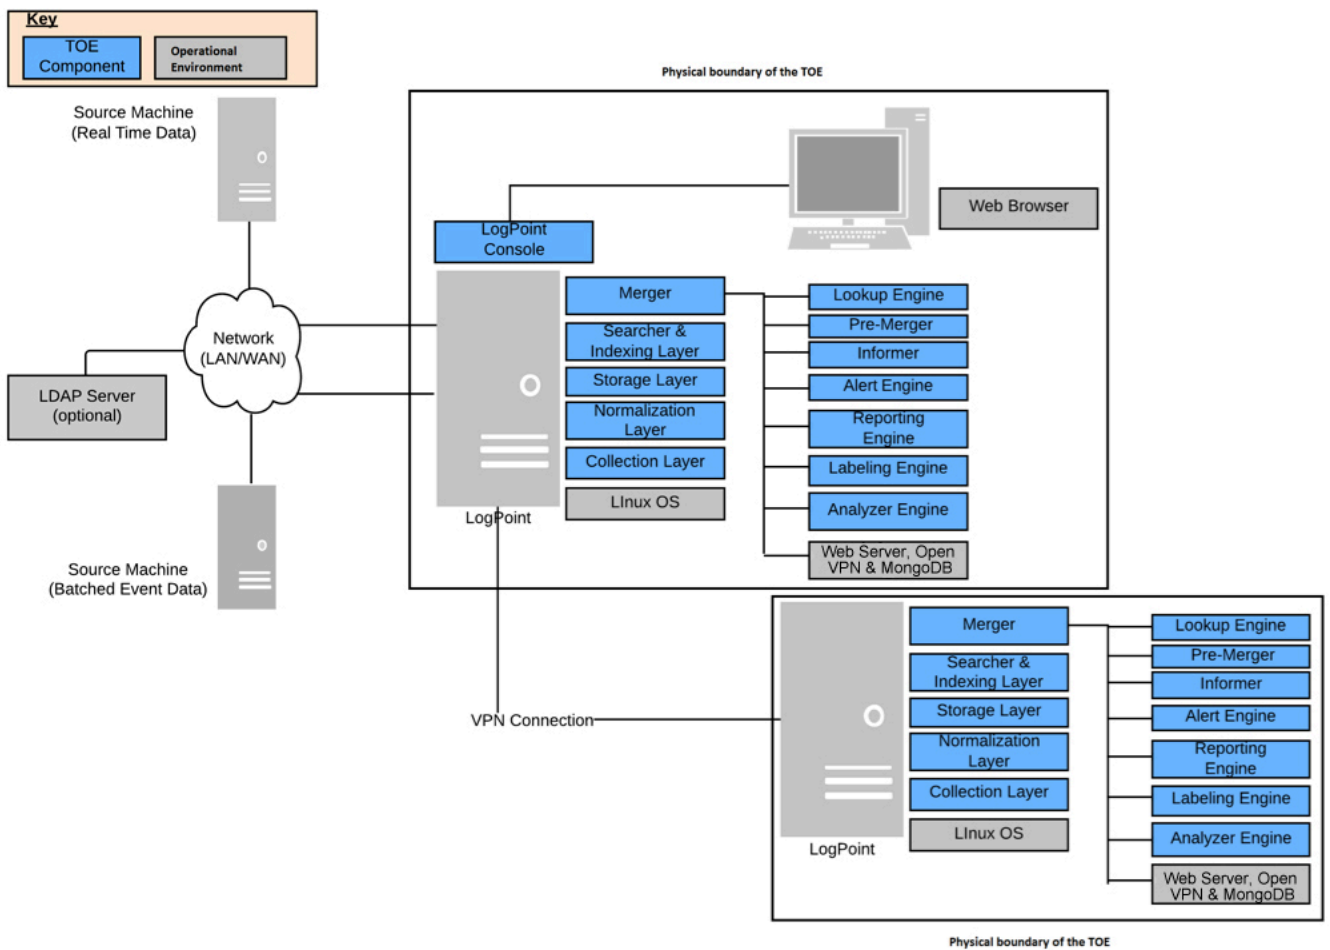 Key
TOE
Component
Operational
Environment
Physical boundary of the TOE
Source Machine
(Real Time Data)
Web Browser
LogPoint
Console
Merger
Lookup Engine
Pre-Merger
Searcher &
Indexing Layer
Network
(LAN/WAN)
Informer
Storage Layer
Alert Engine
LDAP Server
(optional)
Normalization
Layer
Reporting
Engine
Collection Layer
Labeling Engine
LInux OS
Analyzer Engine
LogPoint
Web Server, Open
VPN & MongoDB
Source Machine
(Batched Event Data)
Merger
Lookup Engine
Pre-Merger
Searcher &
Indexing Layer
Informer
Storage Layer
Alert Engine
VPN Connection
Normalization
Layer
Reporting
Engine
Collection Layer
Labeling Engine
LInux OS
Analyzer Engine
LogPoint
Web Server, Open
VPN & MongoDB
Physical boundary of the TOE